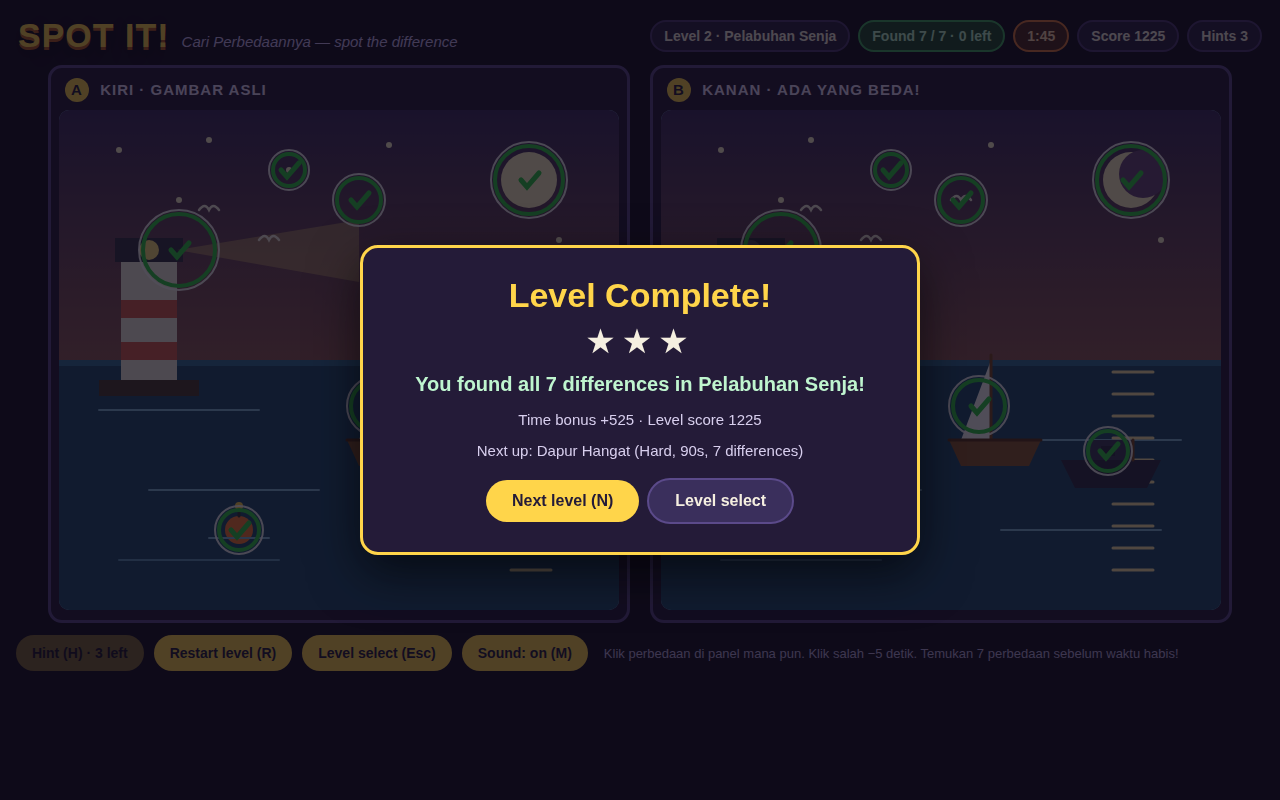 SPOT IT!
Cari Perbedaannya — spot the difference
Level 2 · Pelabuhan Senja
Found 7 / 7 · 0 left
1:45
Score 1225
Hints 3
A
KIRI · GAMBAR ASLI
B
KANAN · ADA YANG BEDA!
Level Complete!
★ ★ ★
You found all 7 differences in Pelabuhan Senja!
Time bonus +525 · Level score 1225
Next up: Dapur Hangat (Hard, 90s, 7 differences)
Next level (N)
Level select
Hint (H) · 3 left
Restart level (R)
Level select (Esc)
Sound: on (M)
Klik perbedaan di panel mana pun. Klik salah −5 detik. Temukan 7 perbedaan sebelum waktu habis!